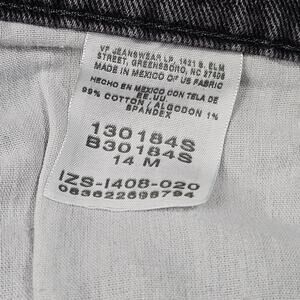 VF JEANSWEAR LP, 1421 S. ELM
STREET, GREENSBORO, NC 27406
MADE IN MEXICO OF US FABRIC
HECHO EN MEXICO CON TELA DE
EE.UU.
99% COTTON / ALGODON 1%
SPANDEX
130184S
B30184S
14 M
IZS-I408-020